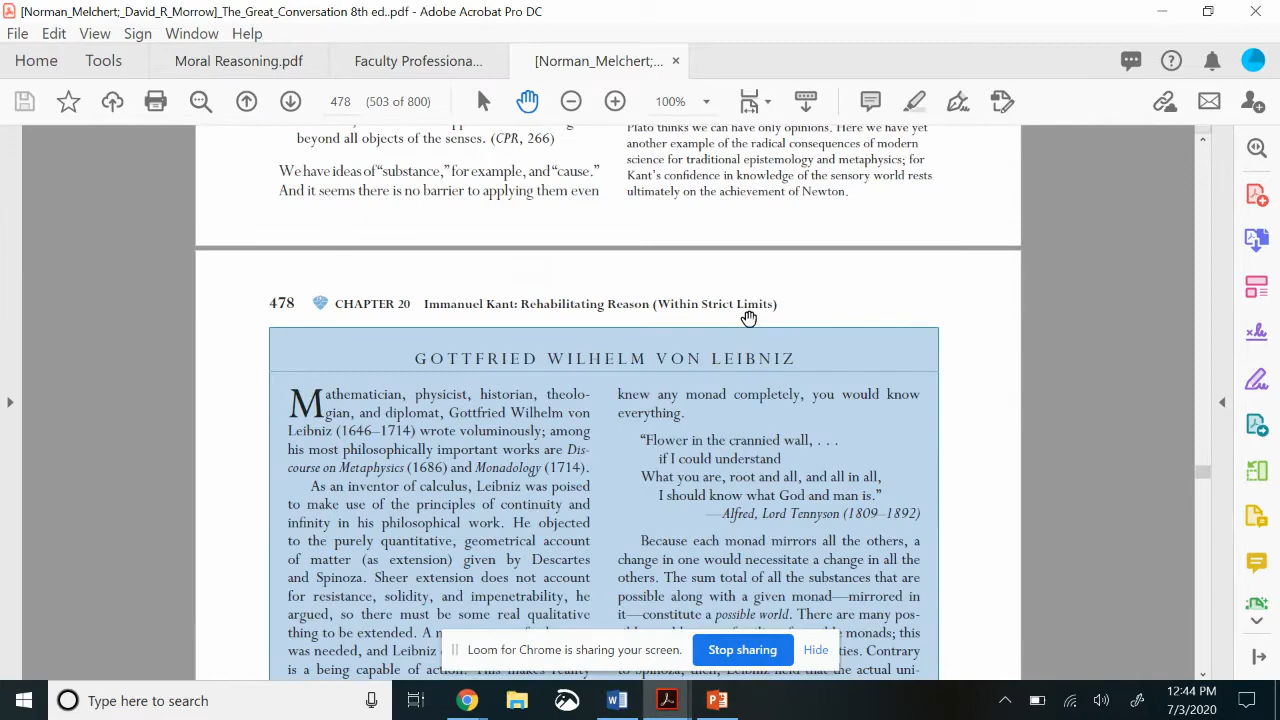 [Norman_Melchert;_David_R_Morrow]_The_Great_Conversation 8th ed..pdf - Adobe Acrobat Pro DC
File Edit View Sign Window Help
Home Tools Moral Reasoning.pdf Faculty Professiona... [Norman_Melchert;... ×
478 (503 of 800) 100%
beyond all objects of the senses. (CPR, 266)
We have ideas of "substance," for example, and "cause."
And it seems there is no barrier to applying them even
Plato thinks we can have only opinions. Here we have yet
another example of the radical consequences of modern
science for traditional epistemology and metaphysics; for
Kant's confidence in knowledge of the sensory world rests
ultimately on the achievement of Newton.
478 CHAPTER 20 Immanuel Kant: Rehabilitating Reason (Within Strict Limits)
GOTTFRIED WILHELM VON LEIBNIZ
Mathematician, physicist, historian, theolo-
gian, and diplomat, Gottfried Wilhelm von
Leibniz (1646–1714) wrote voluminously; among
his most philosophically important works are Dis-
course on Metaphysics (1686) and Monadology (1714).
As an inventor of calculus, Leibniz was poised
to make use of the principles of continuity and
infinity in his philosophical work. He objected
to the purely quantitative, geometrical account
of matter (as extension) given by Descartes
and Spinoza. Sheer extension does not account
for resistance, solidity, and impenetrability, he
argued, so there must be some real qualitative
thing to be extended. A
was needed, and Leibniz
is a being capable of action. This makes reality
knew any monad completely, you would know
everything.
"Flower in the crannied wall, . . .
if I could understand
What you are, root and all, and all in all,
I should know what God and man is."
—Alfred, Lord Tennyson (1809–1892)
Because each monad mirrors all the others, a
change in one would necessitate a change in all the
others. The sum total of all the substances that are
possible along with a given monad—mirrored in
it—constitute a possible world. There are many pos-
monads; this
ties. Contrary
to Spinoza, then, Leibniz held that the actual uni-
Loom for Chrome is sharing your screen. Stop sharing Hide
Type here to search
12:44 PM
7/3/2020